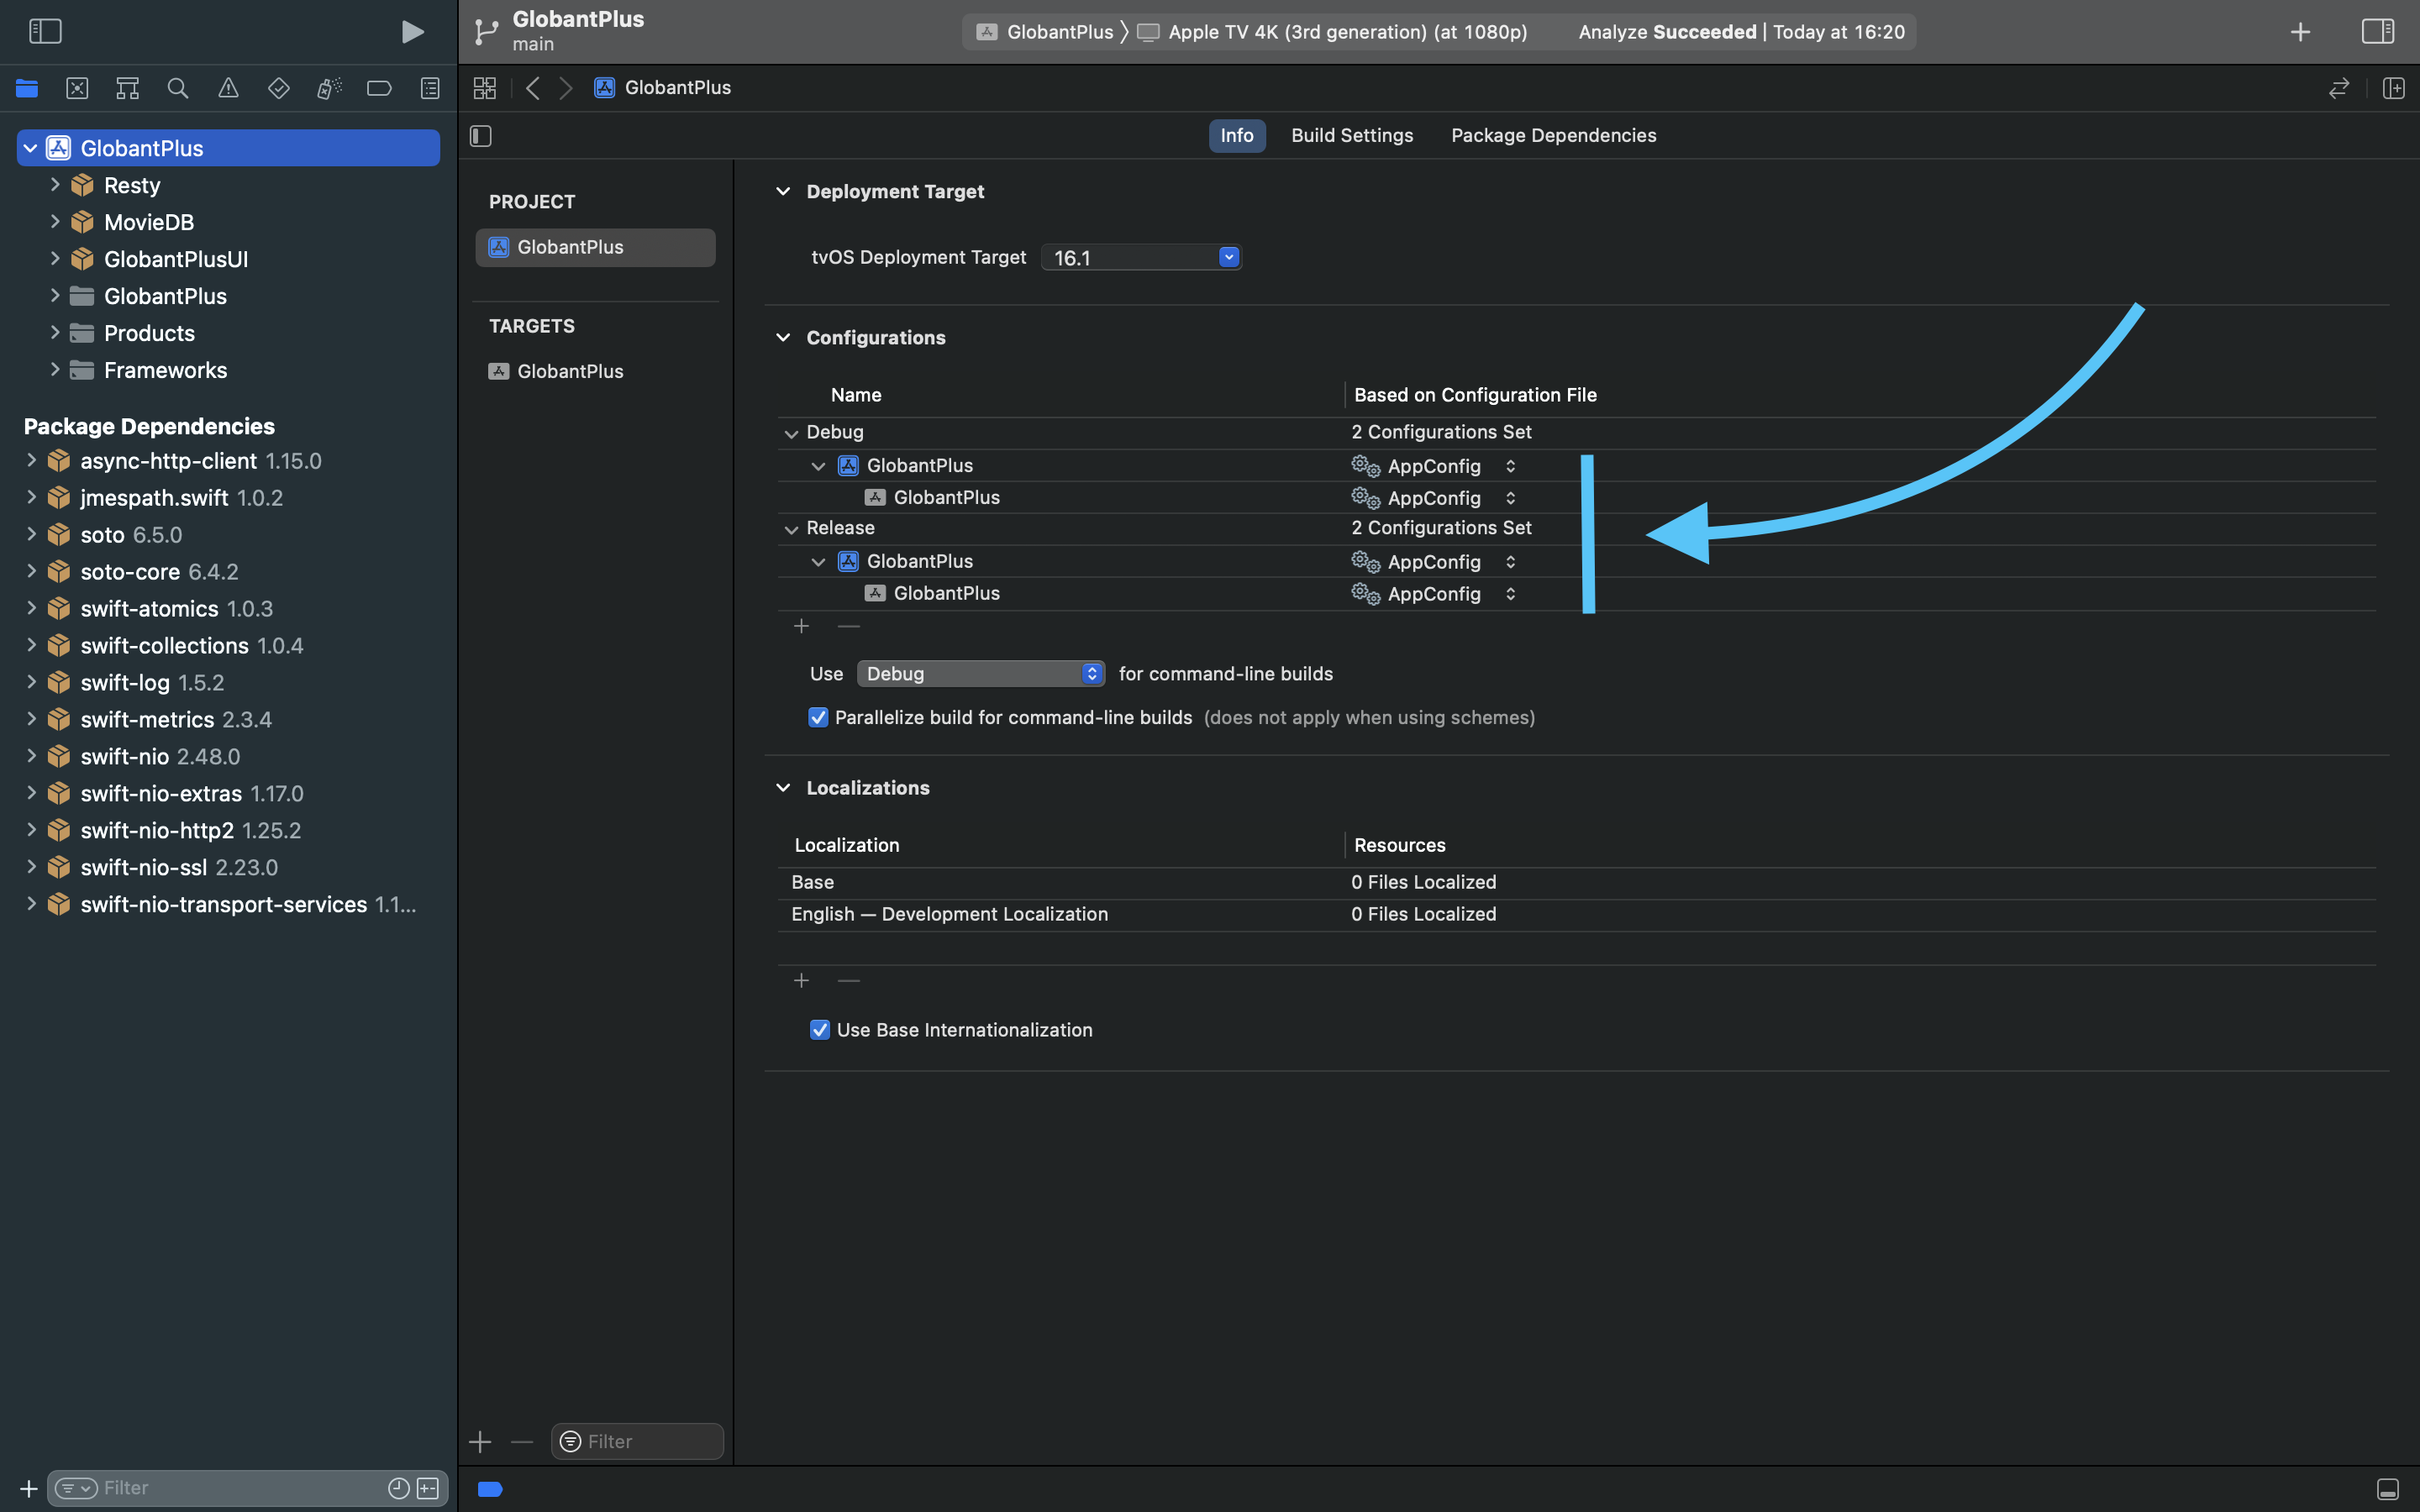 GlobantPlus
main
GlobantPlus
Apple TV 4K (3rd generation) (at 1080p)
Analyze Succeeded | Today at 16:20
GlobantPlus
Info
Build Settings
Package Dependencies
GlobantPlus
Resty
MovieDB
GlobantPlusUI
GlobantPlus
Products
Frameworks
Package Dependencies
async-http-client 1.15.0
jmespath.swift 1.0.2
soto 6.5.0
soto-core 6.4.2
swift-atomics 1.0.3
swift-collections 1.0.4
swift-log 1.5.2
swift-metrics 2.3.4
swift-nio 2.48.0
swift-nio-extras 1.17.0
swift-nio-http2 1.25.2
swift-nio-ssl 2.23.0
swift-nio-transport-services 1.1...
Filter
PROJECT
GlobantPlus
TARGETS
GlobantPlus
Filter
Deployment Target
tvOS Deployment Target 16.1
Configurations
Name Based on Configuration File
Debug 2 Configurations Set
GlobantPlus AppConfig
GlobantPlus AppConfig
Release 2 Configurations Set
GlobantPlus AppConfig
GlobantPlus AppConfig
Use Debug for command-line builds
Parallelize build for command-line builds (does not apply when using schemes)
Localizations
Localization Resources
Base 0 Files Localized
English — Development Localization 0 Files Localized
Use Base Internationalization